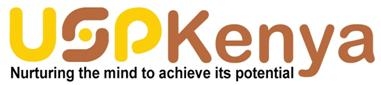 USPKenya
Nurturing the mind to achieve its potential